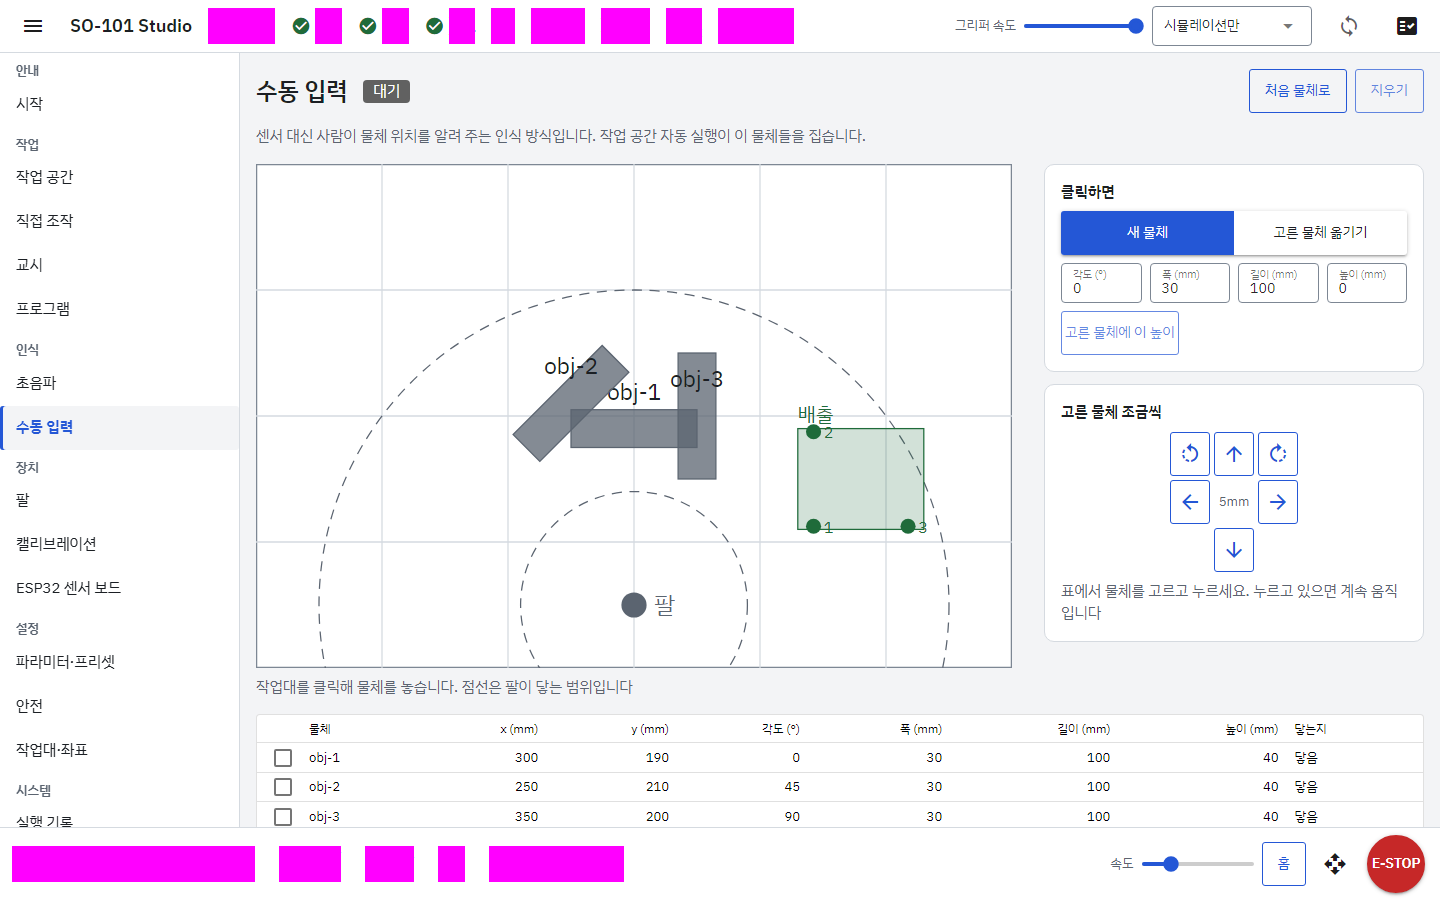 SO-101 Studio
그리퍼 속도
시뮬레이션만
안내
시작
작업
작업 공간
직접 조작
교시
프로그램
인식
초음파
수동 입력
장치
팔
캘리브레이션
ESP32 센서 보드
설정
파라미터·프리셋
안전
작업대·좌표
시스템
실행 기록
수동 입력
대기
처음 물체로
지우기
센서 대신 사람이 물체 위치를 알려 주는 인식 방식입니다. 작업 공간 자동 실행이 이 물체들을 집습니다.
obj-2
obj-1
obj-3
배출
2
1
3
팔
작업대를 클릭해 물체를 놓습니다. 점선은 팔이 닿는 범위입니다
클릭하면
새 물체
고른 물체 옮기기
각도 (°)
0
폭 (mm)
30
길이 (mm)
100
높이 (mm)
0
고른 물체에 이 높이
고른 물체 조금씩
5mm
표에서 물체를 고르고 누르세요. 누르고 있으면 계속 움직
입니다
물체 x (mm) y (mm) 각도 (°) 폭 (mm) 길이 (mm) 높이 (mm) 닿는지
obj-1 300 190 0 30 100 40 닿음
obj-2 250 210 45 30 100 40 닿음
obj-3 350 200 90 30 100 40 닿음
속도
홈
E-STOP